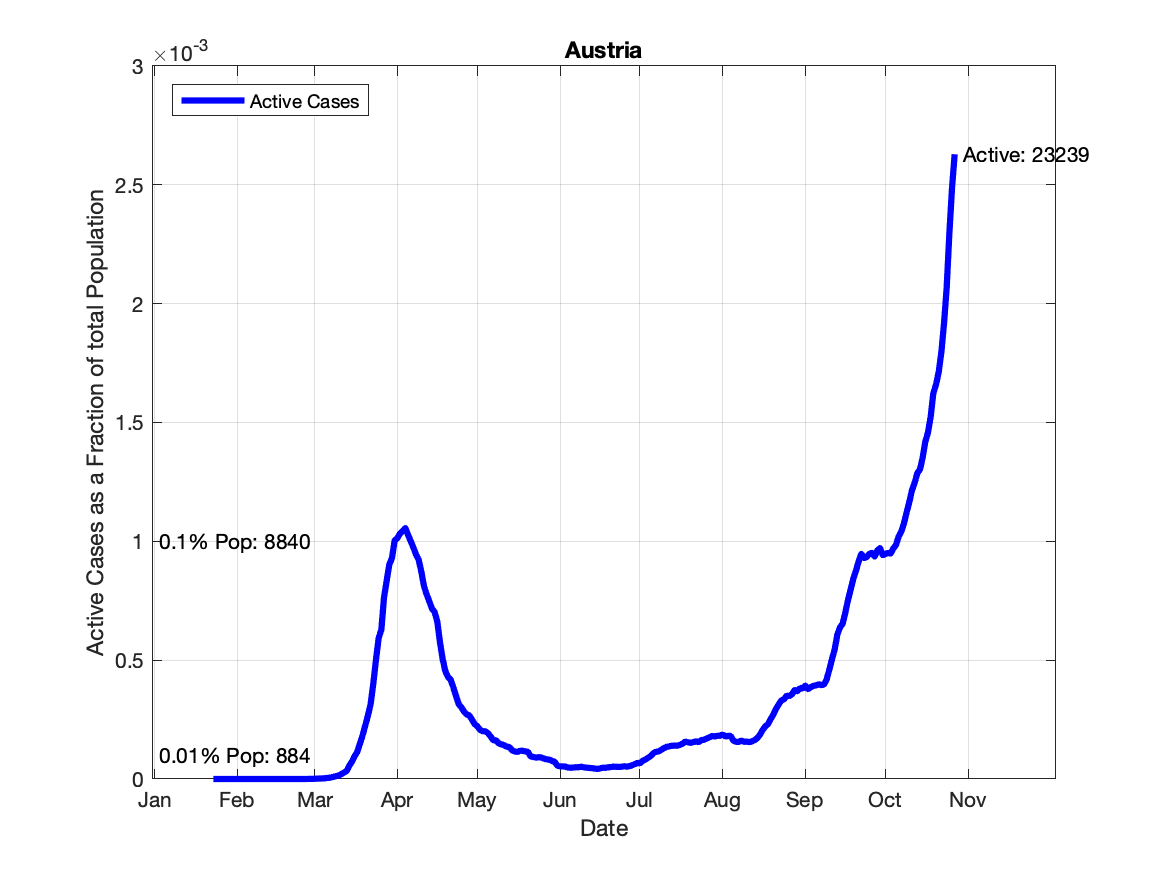 Austria
×10-3
3
Active Cases
Active: 23239
2.5
2
1.5
1
0.1% Pop: 8840
0.5
0.01% Pop: 884
0
Active Cases as a Fraction of total Population
Jan Feb Mar Apr May Jun Jul Aug Sep Oct Nov
Date